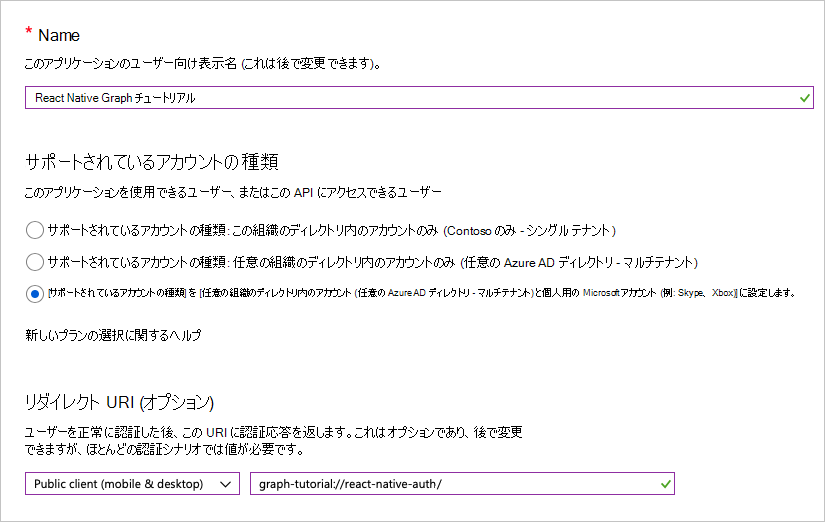 * Name
このアプリケーションのユーザー向け表示名 (これは後で変更できます)。
React Native Graph チュートリアル
サポートされているアカウントの種類
このアプリケーションを使用できるユーザー、またはこの API にアクセスできるユーザー
サポートされているアカウントの種類: この組織のディレクトリ内のアカウントのみ (Contoso のみ - シングル テナント)
サポートされているアカウントの種類: 任意の組織のディレクトリ内のアカウントのみ (任意の Azure AD ディレクトリ - マルチテナント)
[サポートされているアカウントの種類] を [任意の組織のディレクトリ内のアカウント (任意の Azure AD ディレクトリ - マルチテナント) と個人用の Microsoft アカウント (例: Skype、Xbox)] に設定します。
新しいプランの選択に関するヘルプ
リダイレクト URI (オプション)
ユーザーを正常に認証した後、この URI に認証応答を返します。これはオプションであり、後で変更
できますが、ほとんどの認証シナリオでは値が必要です。
Public client (mobile & desktop) graph-tutorial://react-native-auth/